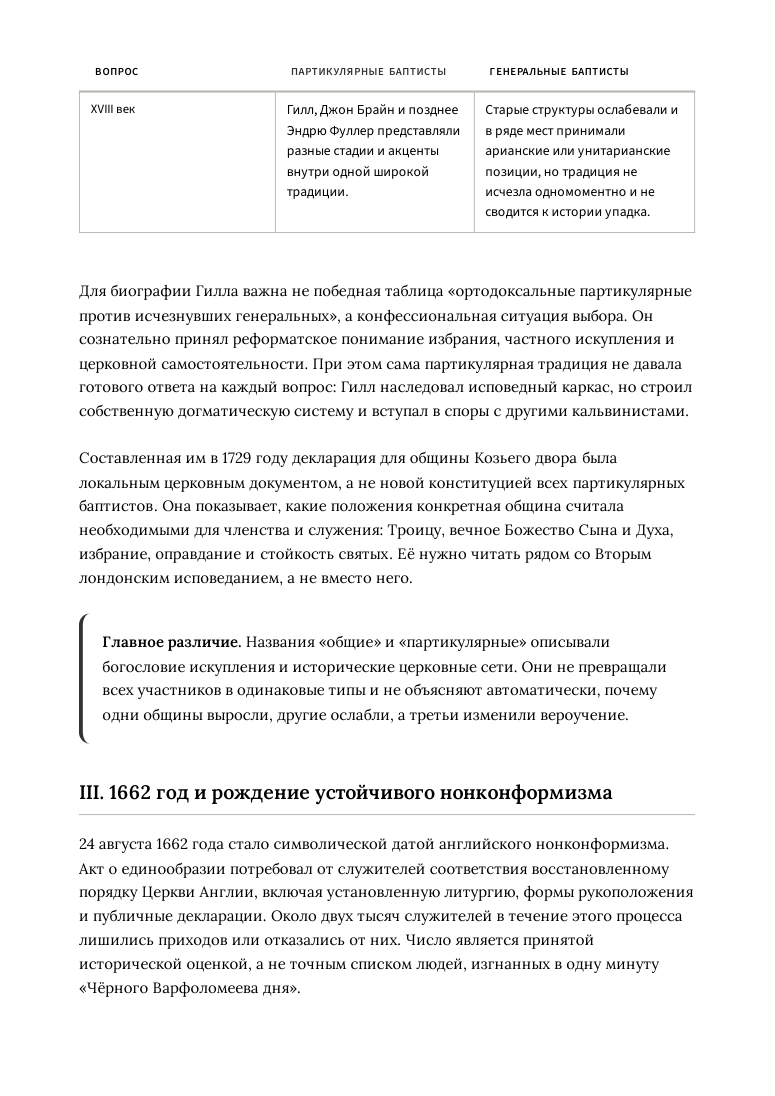 ВОПРОС ПАРТИКУЛЯРНЫЕ БАПТИСТЫ ГЕНЕРАЛЬНЫЕ БАПТИСТЫ
XVIII век
Гилл, Джон Брайн и позднее
Эндрю Фуллер представляли
разные стадии и акценты
внутри одной широкой
традиции.
Старые структуры ослабевали и
в ряде мест принимали
арианские или унитарианские
позиции, но традиция не
исчезла одномоментно и не
сводится к истории упадка.
Для биографии Гилла важна не победная таблица «ортодоксальные партикулярные
против исчезнувших генеральных», а конфессиональная ситуация выбора. Он
сознательно принял реформатское понимание избрания, частного искупления и
церковной самостоятельности. При этом сама партикулярная традиция не давала
готового ответа на каждый вопрос: Гилл наследовал исповедный каркас, но строил
собственную догматическую систему и вступал в споры с другими кальвинистами.
Составленная им в 1729 году декларация для общины Козьего двора была
локальным церковным документом, а не новой конституцией всех партикулярных
баптистов. Она показывает, какие положения конкретная община считала
необходимыми для членства и служения: Троицу, вечное Божество Сына и Духа,
избрание, оправдание и стойкость святых. Её нужно читать рядом со Вторым
лондонским исповеданием, а не вместо него.
Главное различие. Названия «общие» и «партикулярные» описывали
богословие искупления и исторические церковные сети. Они не превращали
всех участников в одинаковые типы и не объясняют автоматически, почему
одни общины выросли, другие ослабли, а третьи изменили вероучение.
III. 1662 год и рождение устойчивого нонконформизма
24 августа 1662 года стало символической датой английского нонконформизма.
Акт о единообразии потребовал от служителей соответствия восстановленному
порядку Церкви Англии, включая установленную литургию, формы рукоположения
и публичные декларации. Около двух тысяч служителей в течение этого процесса
лишились приходов или отказались от них. Число является принятой
исторической оценкой, а не точным списком людей, изгнанных в одну минуту
«Чёрного Варфоломеева дня».